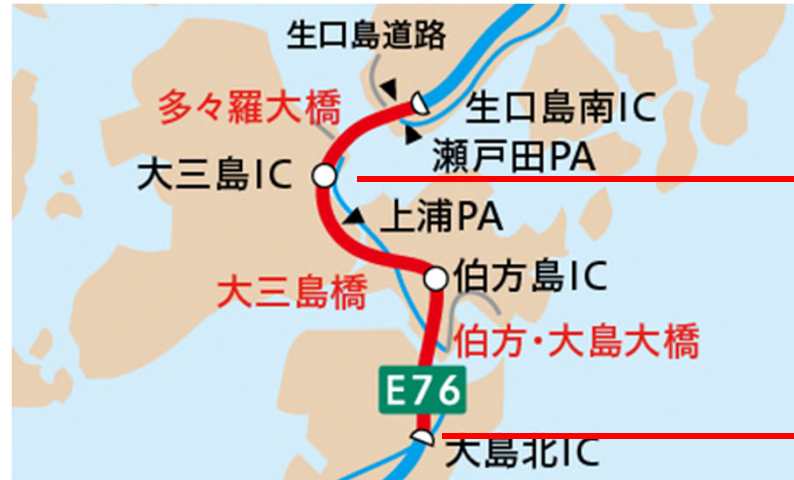 生口島道路
多々羅大橋
生口島南IC
瀬戸田PA
大三島IC
上浦PA
伯方島IC
大三島橋
伯方・大島大橋
E76
大島北IC